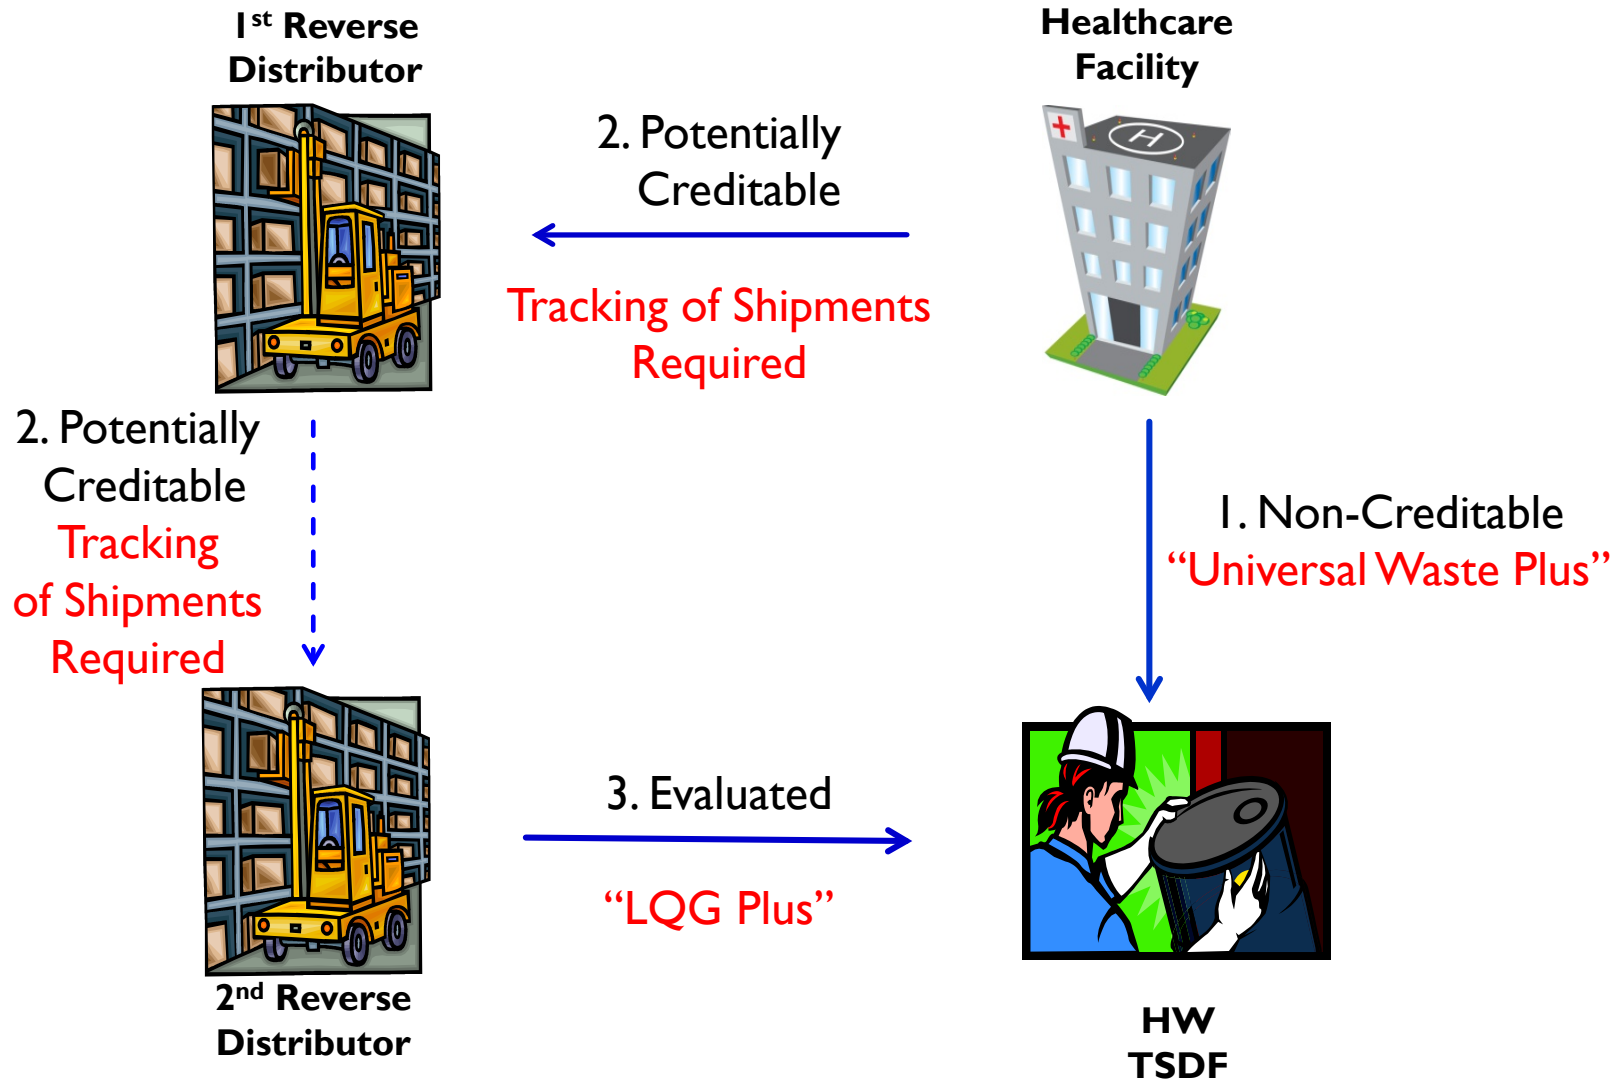 1st Reverse
Distributor
Healthcare
Facility
H
2. Potentially
Creditable
Tracking of Shipments
Required
2. Potentially
Creditable
Tracking
of Shipments
Required
1. Non-Creditable
“Universal Waste Plus”
3. Evaluated
“LQG Plus”
2nd Reverse
Distributor
HW
TSDF